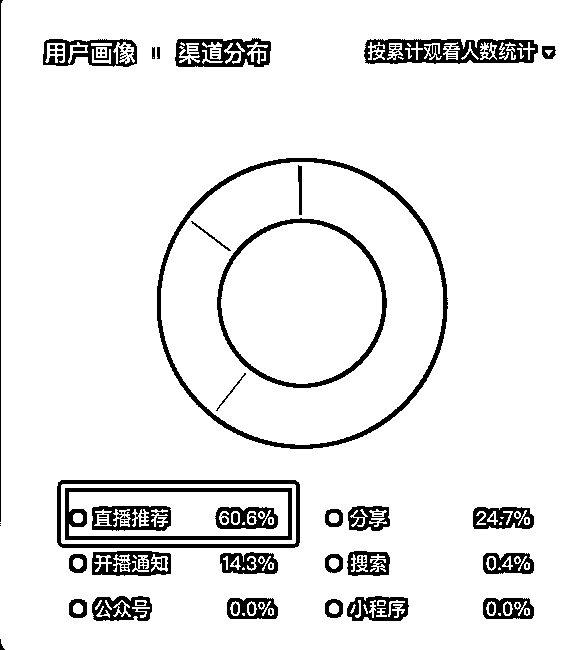 用户画像 渠道分布 按累计观看人数统计
直播推荐 60.6% 分享 24.7%
开播通知 14.3% 搜索 0.4%
公众号 0.0% 小程序 0.0%